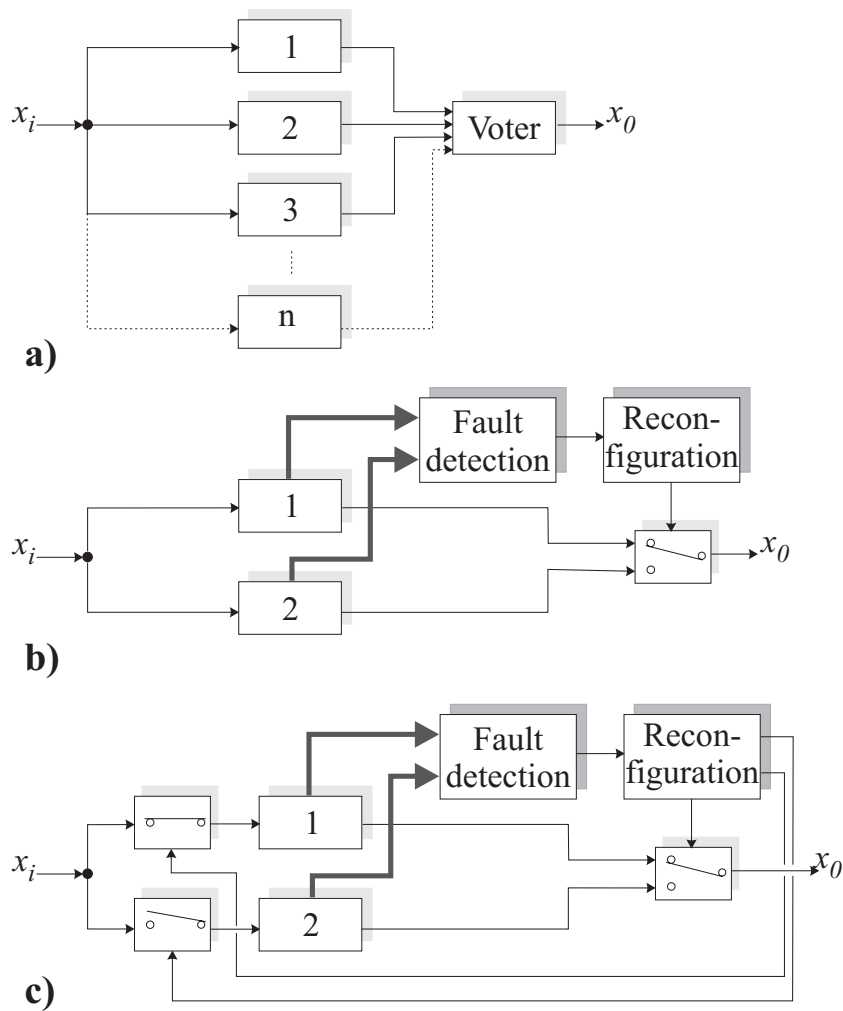 1
x_i
2
Voter
x_0
3
n
a)
Fault
detection
Recon-
figuration
1
x_i
x_0
2
b)
Fault
detection
Recon-
figuration
1
x_i
x_0
2
c)